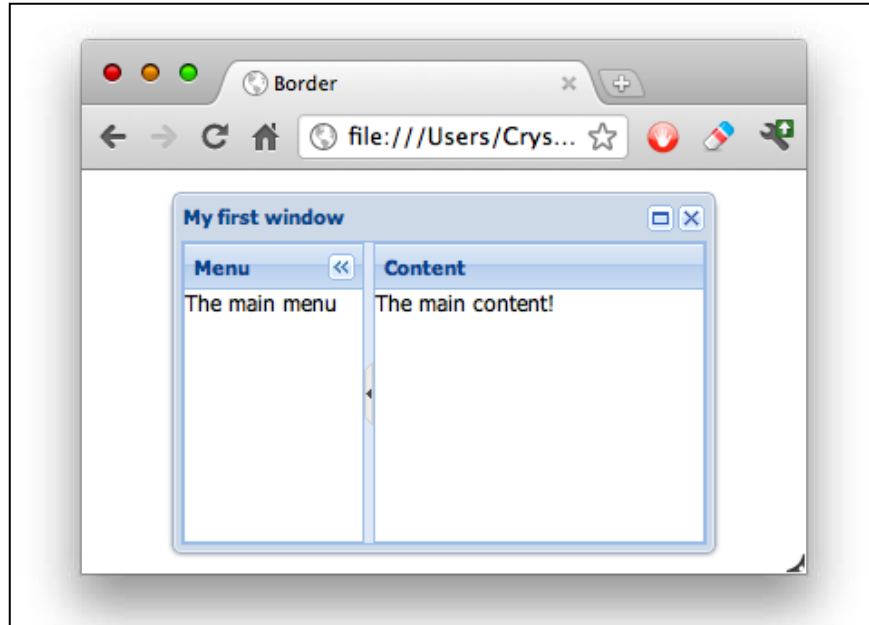 Border
file:///Users/Crys...
My first window
Menu
Content
The main menu
The main content!